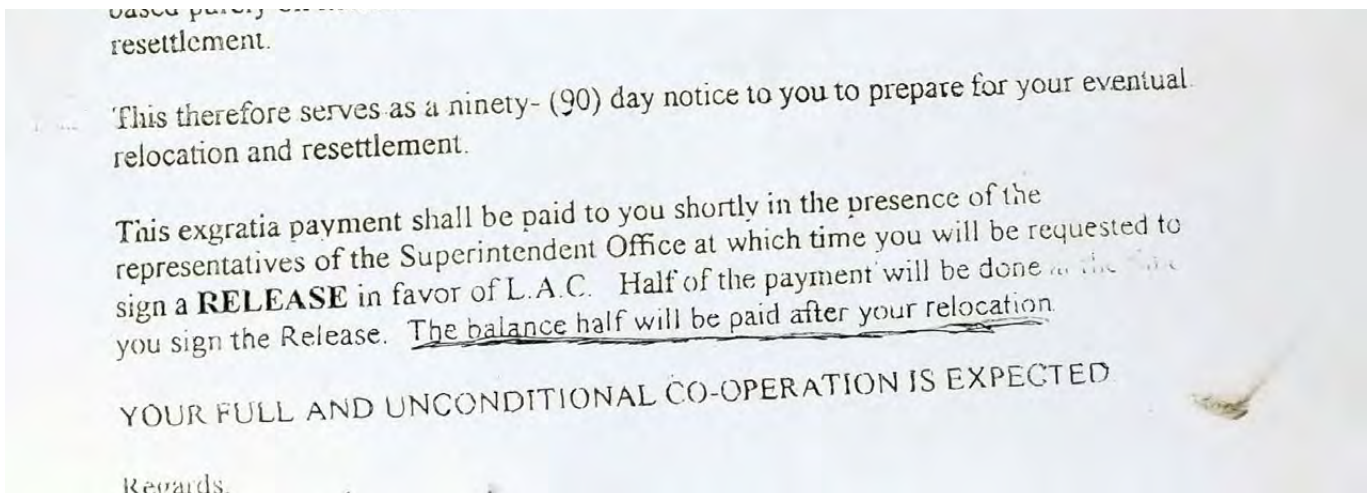 resettlement.
This therefore serves as a ninety- (90) day notice to you to prepare for your eventual
relocation and resettlement.
This exgratia payment shall be paid to you shortly in the presence of the
representatives of the Superintendent Office at which time you will be requested to
sign a RELEASE in favor of L.A.C. Half of the payment will be done
you sign the Release. The balance half will be paid after your relocation
YOUR FULL AND UNCONDITIONAL CO-OPERATION IS EXPECTED
Regards,